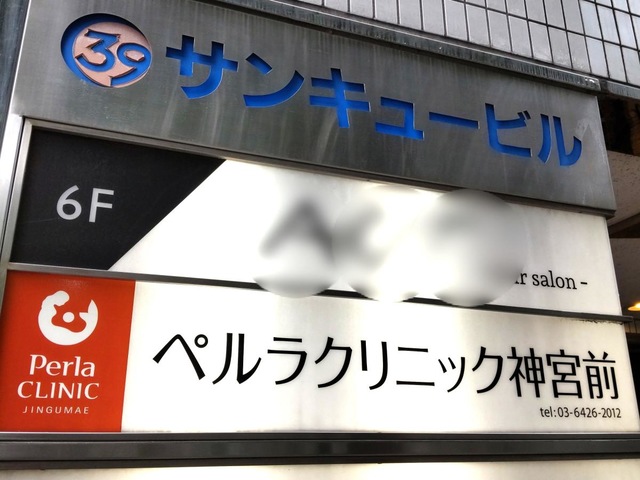 39 サンキュービル
6F
salon -
Perla
CLINIC
JINGUMAE
ペルラクリニック神宮前
tel:03-6426-2012